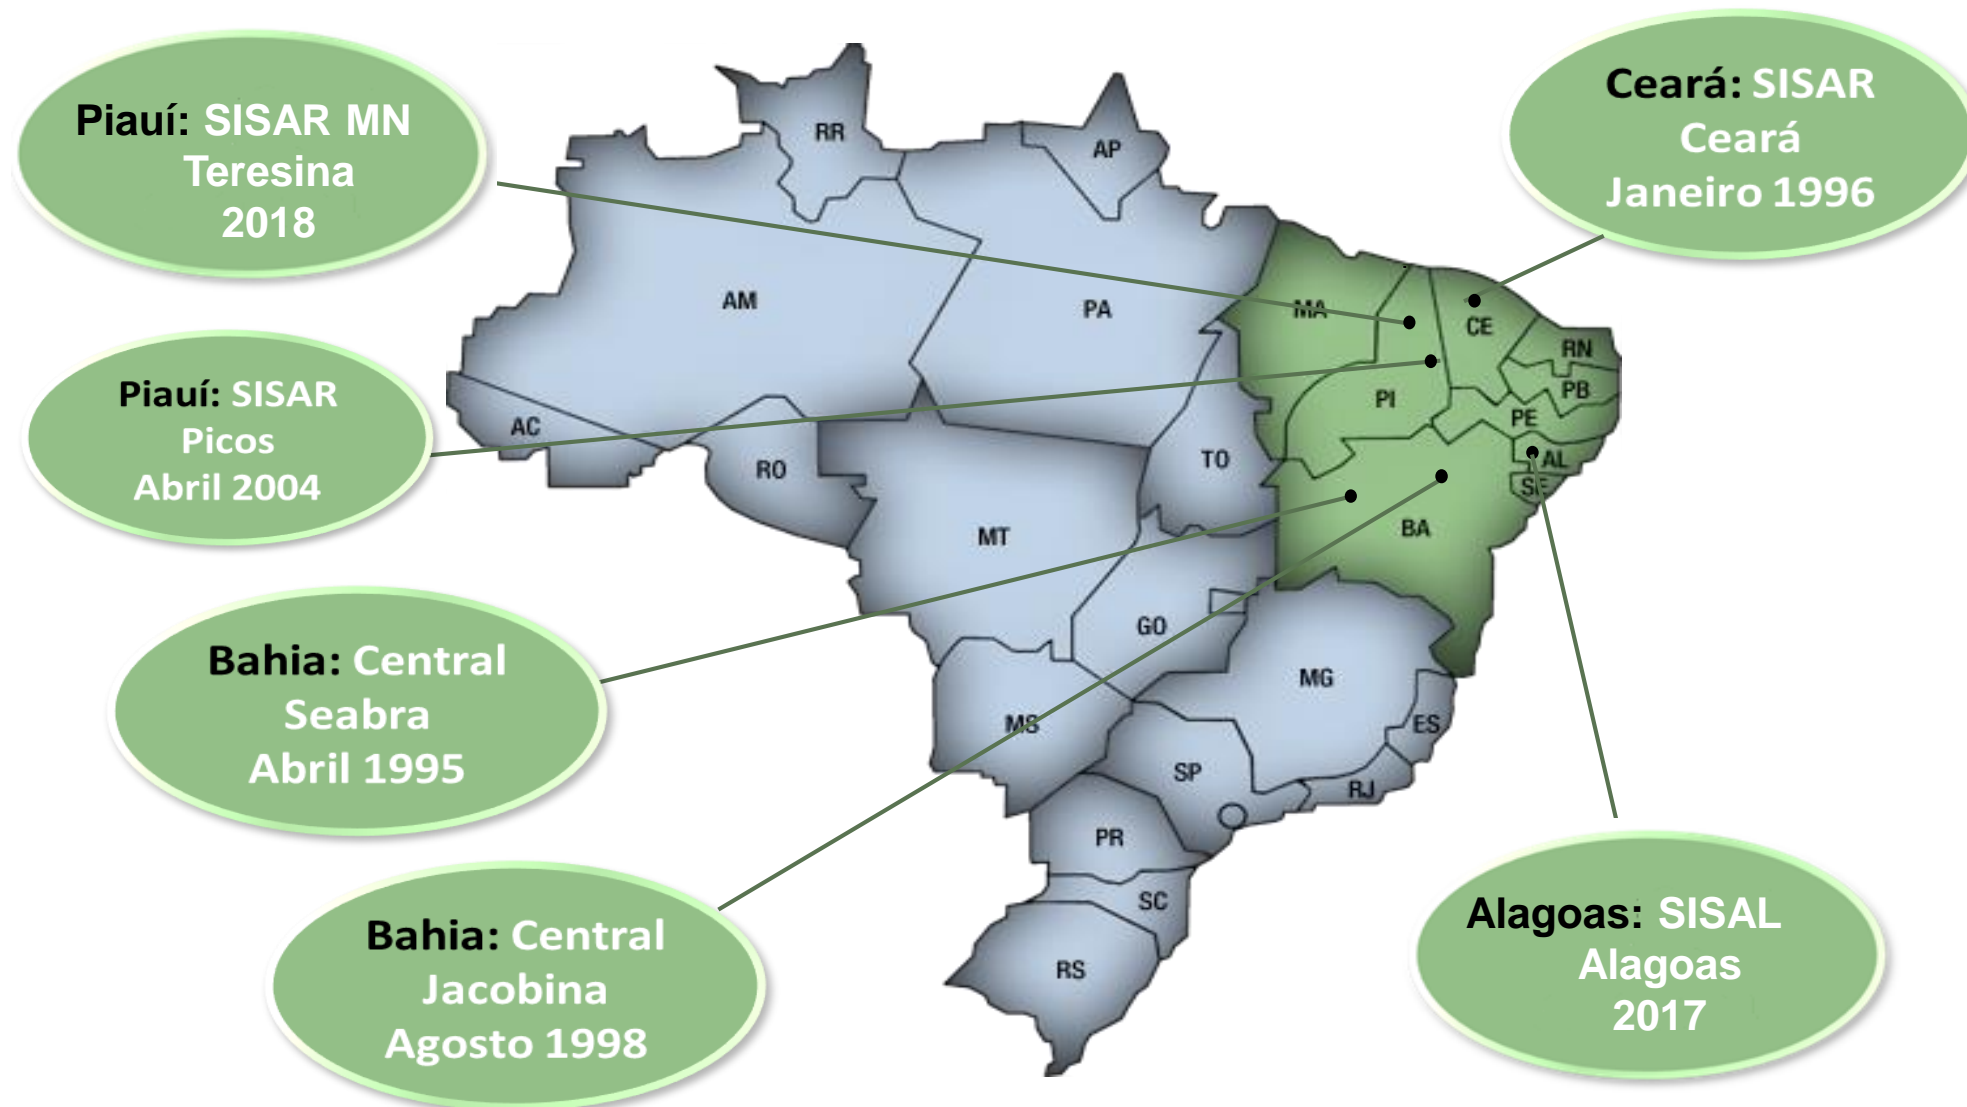 Piauí: SISAR MN
Teresina
2018
Ceará: SISAR
Ceará
Janeiro 1996
Piauí: SISAR
Picos
Abril 2004
Bahia: Central
Seabra
Abril 1995
Bahia: Central
Jacobina
Agosto 1998
Alagoas: SISAL
Alagoas
2017
RR
AP
AM
PA
MA
CE
RN
PB
PI
PE
AC
RO
TO
AL
SE
MT
BA
GO
MG
MS
ES
SP
RJ
PR
SC
RS